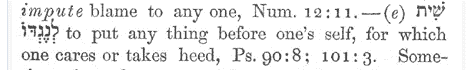 impute blame to any one, Num. 12:11.—(e) שִׁית
לְנֶגְדּוֹ to put any thing before one's self, for which
one cares or takes heed, Ps. 90:8; 101:3. Some-